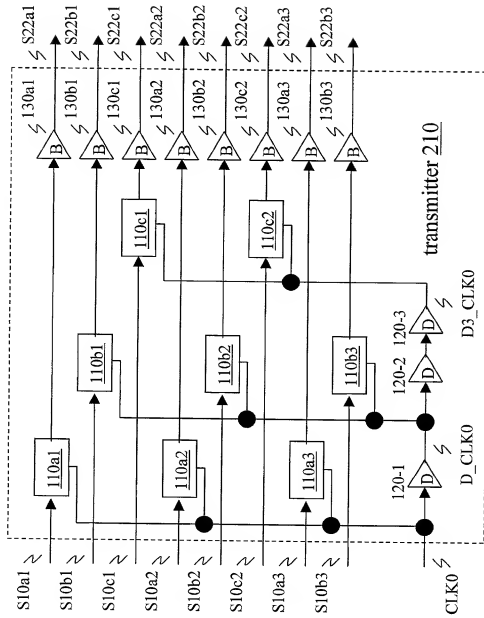 S10a1
S10b1
S10c1
S10a2
S10b2
S10c2
S10a3
S10b3
CLK0
110a1
110b1
110c1
110a2
110b2
110c2
110a3
110b3
120-1
D
D_CLK0
120-2
D
120-3
D
D3_CLK0
B
B
B
B
B
B
B
B
130a1
130b1
130c1
130a2
130b2
130c2
130a3
130b3
S22a1
S22b1
S22c1
S22a2
S22b2
S22c2
S22a3
S22b3
transmitter 210